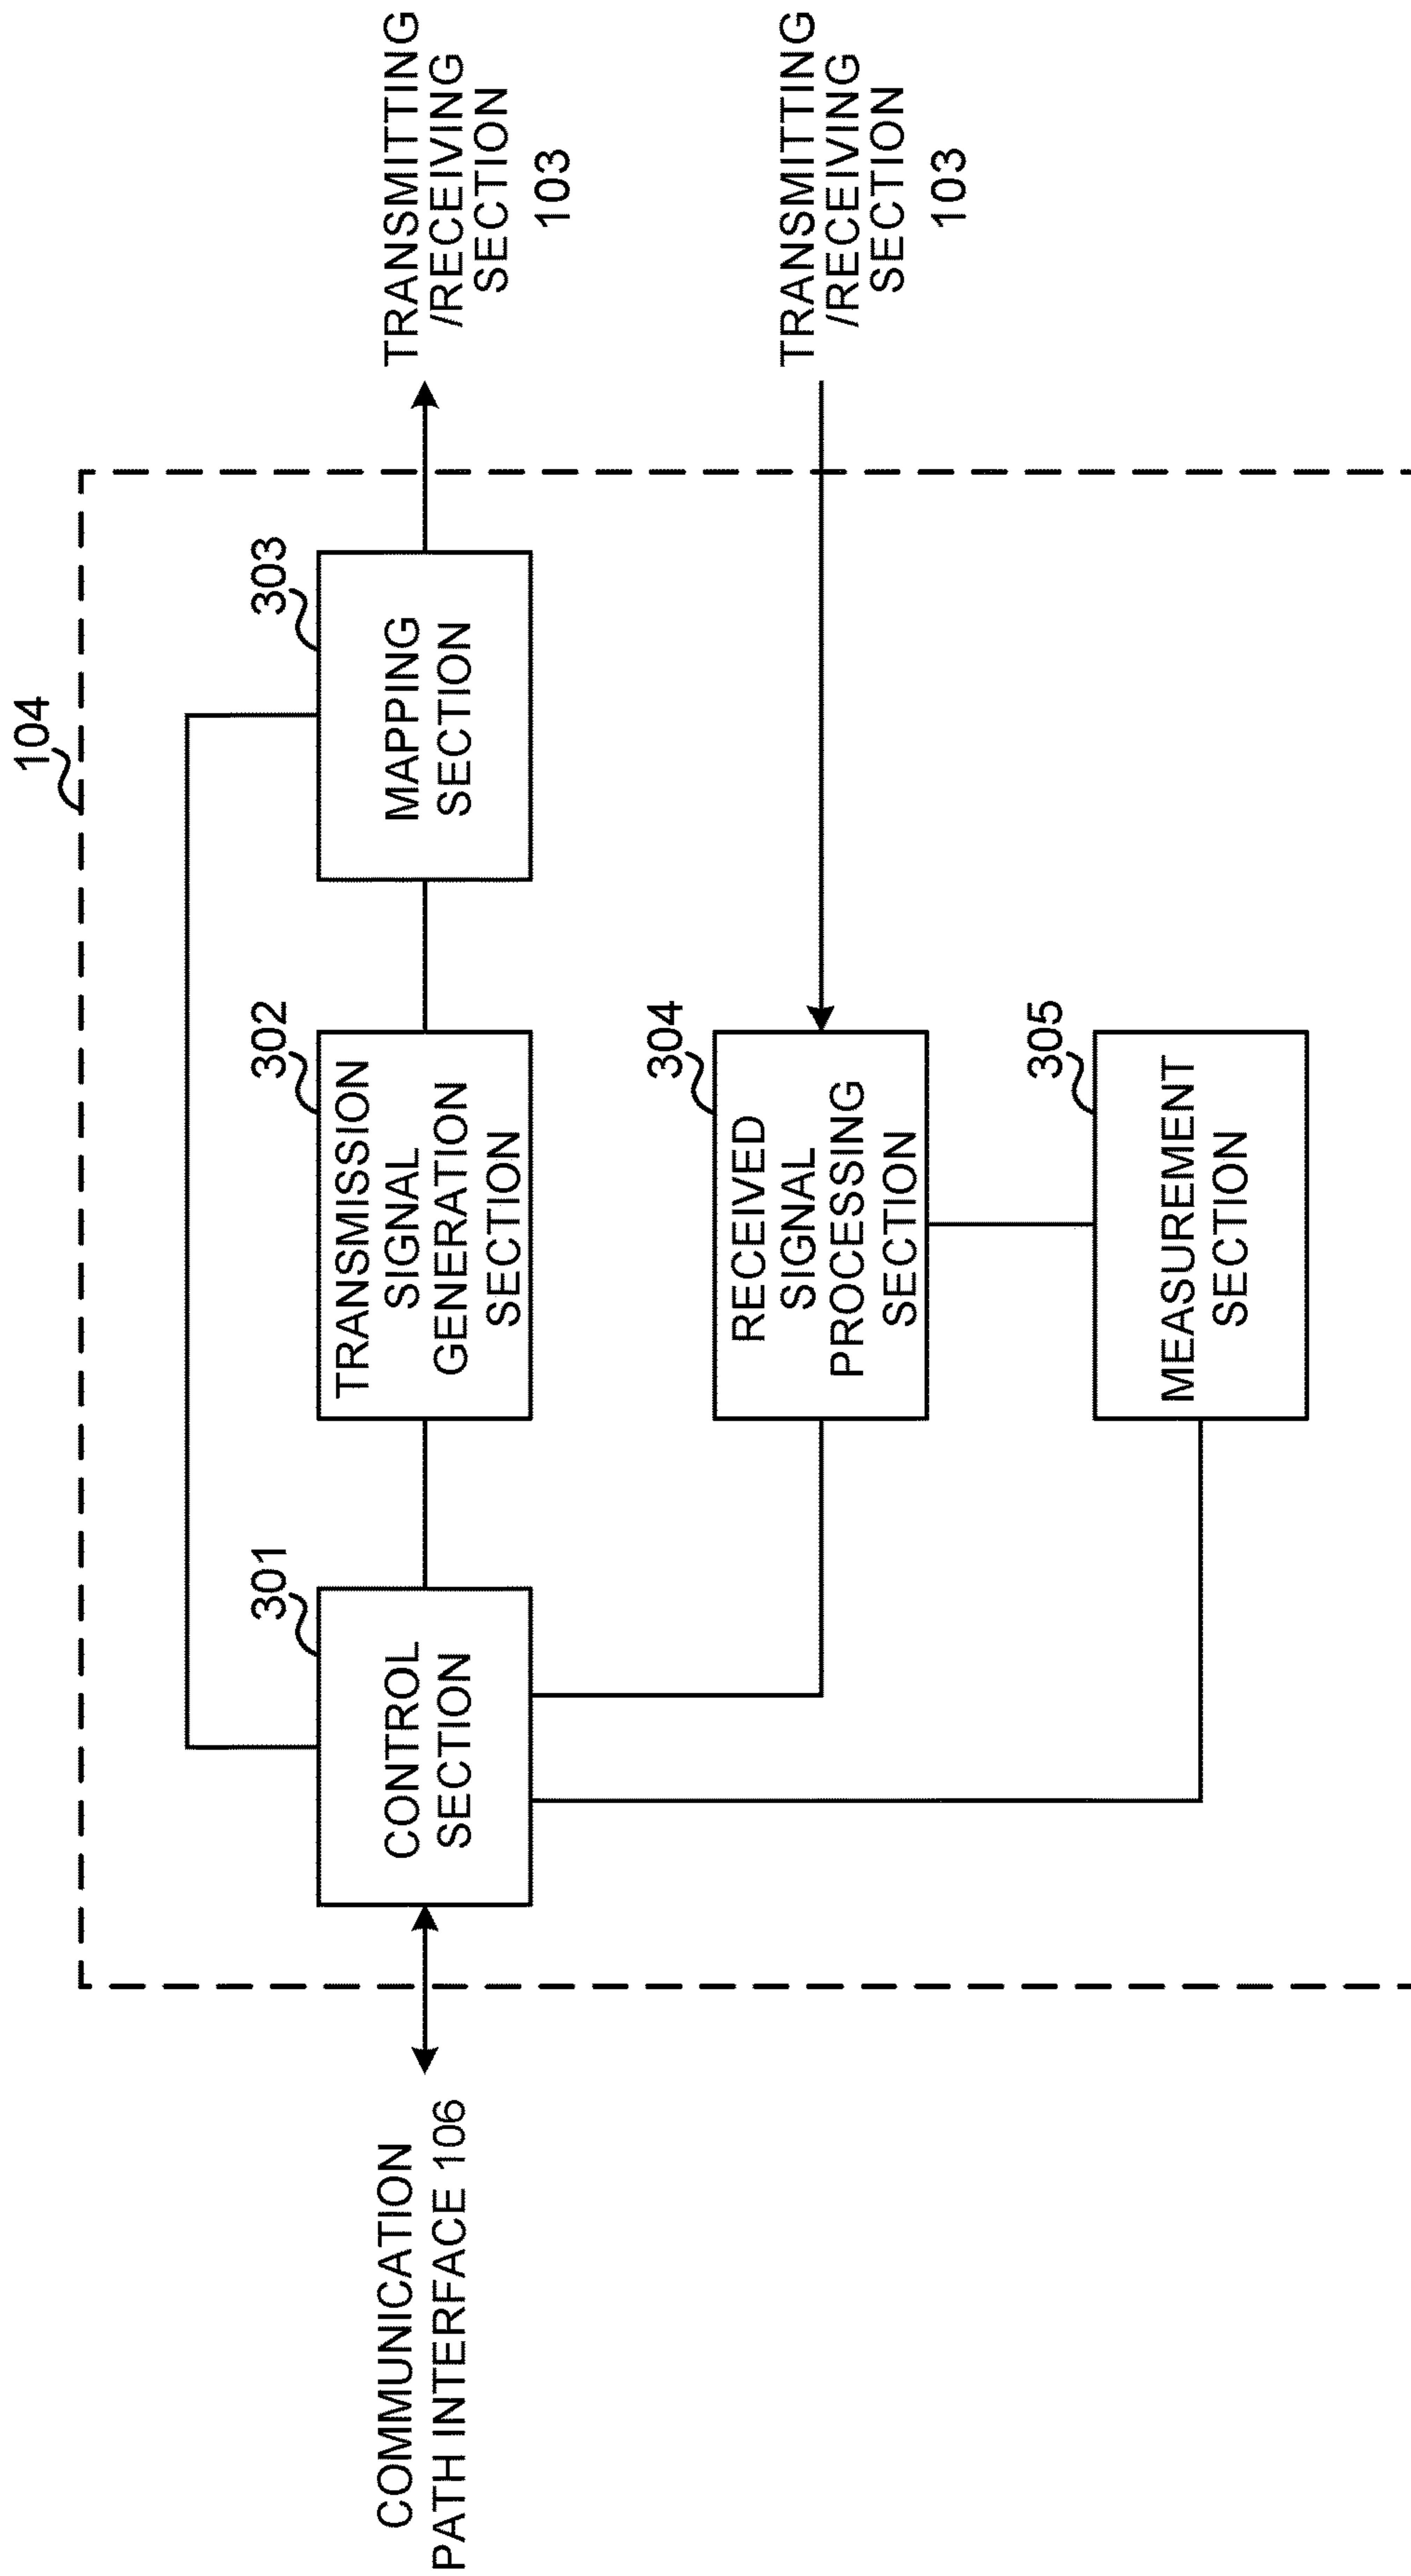 104
COMMUNICATION
PATH INTERFACE 106
301
CONTROL
SECTION
302
TRANSMISSION
SIGNAL
GENERATION
SECTION
303
MAPPING
SECTION
TRANSMITTING
/RECEIVING
SECTION
103
304
RECEIVED
SIGNAL
PROCESSING
SECTION
TRANSMITTING
/RECEIVING
SECTION
103
305
MEASUREMENT
SECTION